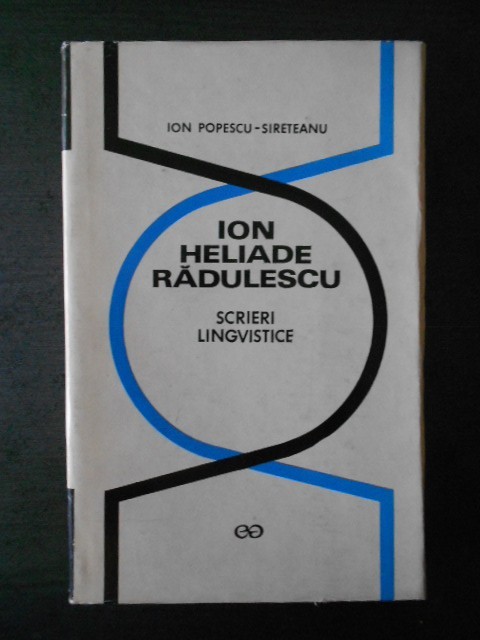 ION POPESCU-SIRETEANU
ION
HELIADE
RĂDULESCU
SCRIERI
LINGVISTICE